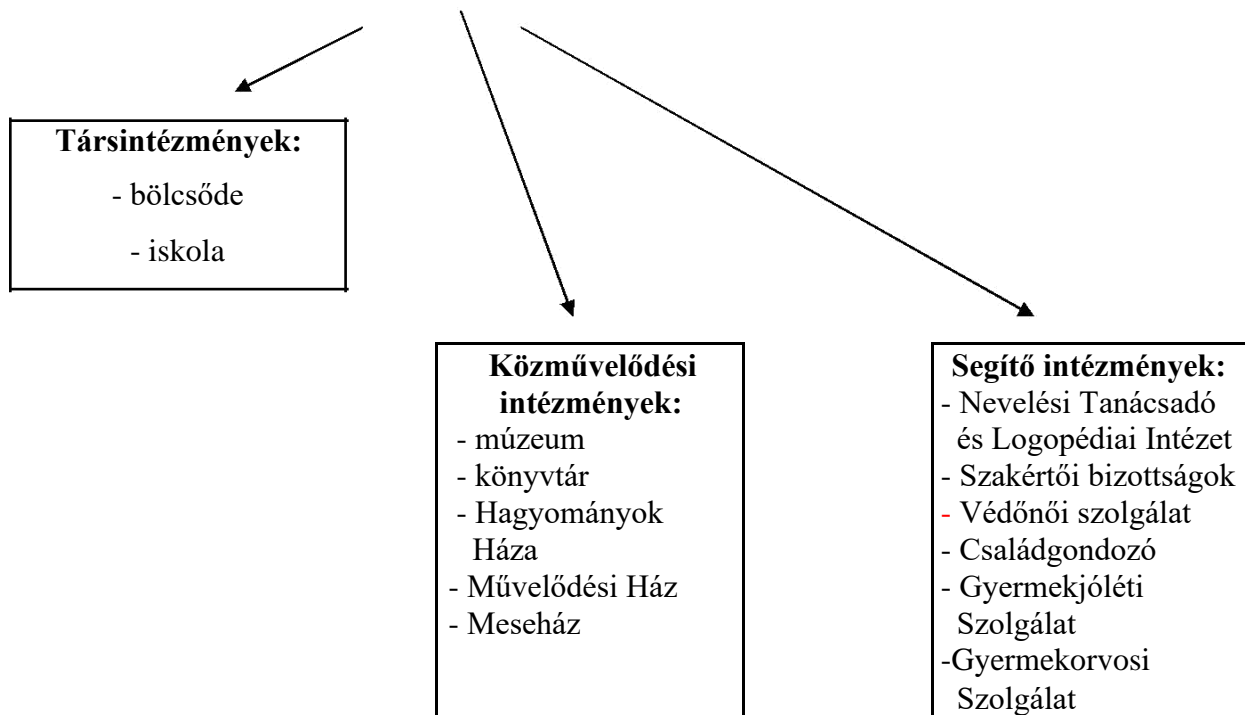 Társintézmények:
- bölcsőde
- iskola
Közművelődési
intézmények:
- múzeum
- könyvtár
- Hagyományok
Háza
- Művelődési Ház
- Meseház
Segítő intézmények:
- Nevelési Tanácsadó
és Logopédiai Intézet
- Szakértői bizottságok
- Védőnői szolgálat
- Családgondozó
- Gyermekjóléti
Szolgálat
-Gyermekorvosi
Szolgálat